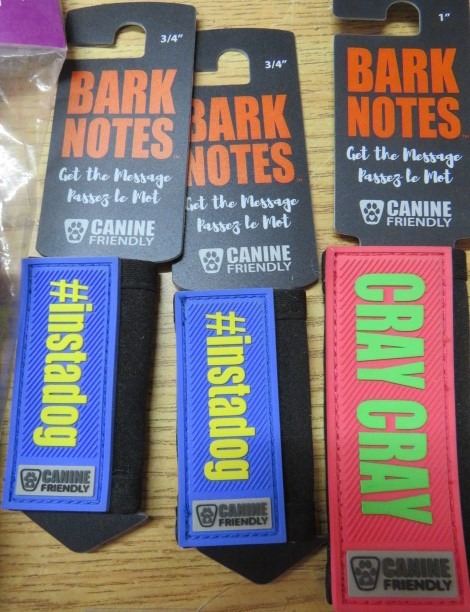 3/4"
BARK
NOTES™
Get the Message
Passez le Mot
CANINE
FRIENDLY
#instadog
CANINE
FRIENDLY
3/4"
BARK
NOTES™
Get the Message
Passez le Mot
CANINE
FRIENDLY
#instadog
CANINE
FRIENDLY
1"
BARK
NOTES
Get the Message
Passez le Mot
CANINE
FRIENDLY
CRAY CRAY
CANINE
FRIENDLY